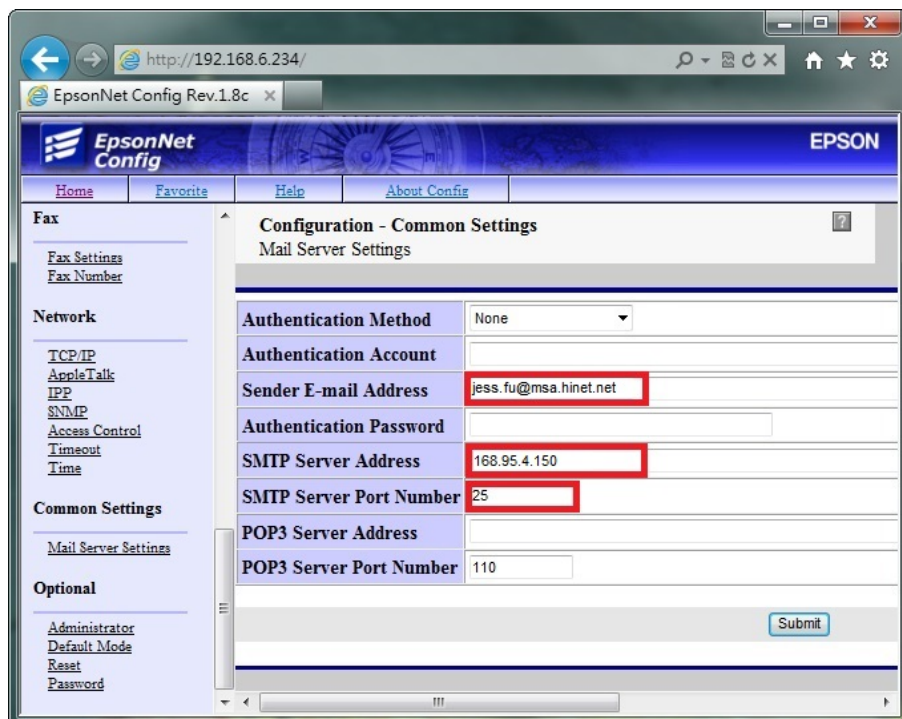 http://192.168.6.234/
EpsonNet Config Rev.1.8c
EpsonNet
Config
EPSON
Home Favorite Help About Config
Fax
Fax Settings
Fax Number
Network
TCP/IP
AppleTalk
IPP
SNMP
Access Control
Timeout
Time
Common Settings
Mail Server Settings
Optional
Administrator
Default Mode
Reset
Password
Configuration - Common Settings
Mail Server Settings
?
Authentication Method None
Authentication Account
Sender E-mail Address jess.fu@msa.hinet.net
Authentication Password
SMTP Server Address 168.95.4.150
SMTP Server Port Number 25
POP3 Server Address
POP3 Server Port Number 110
Submit